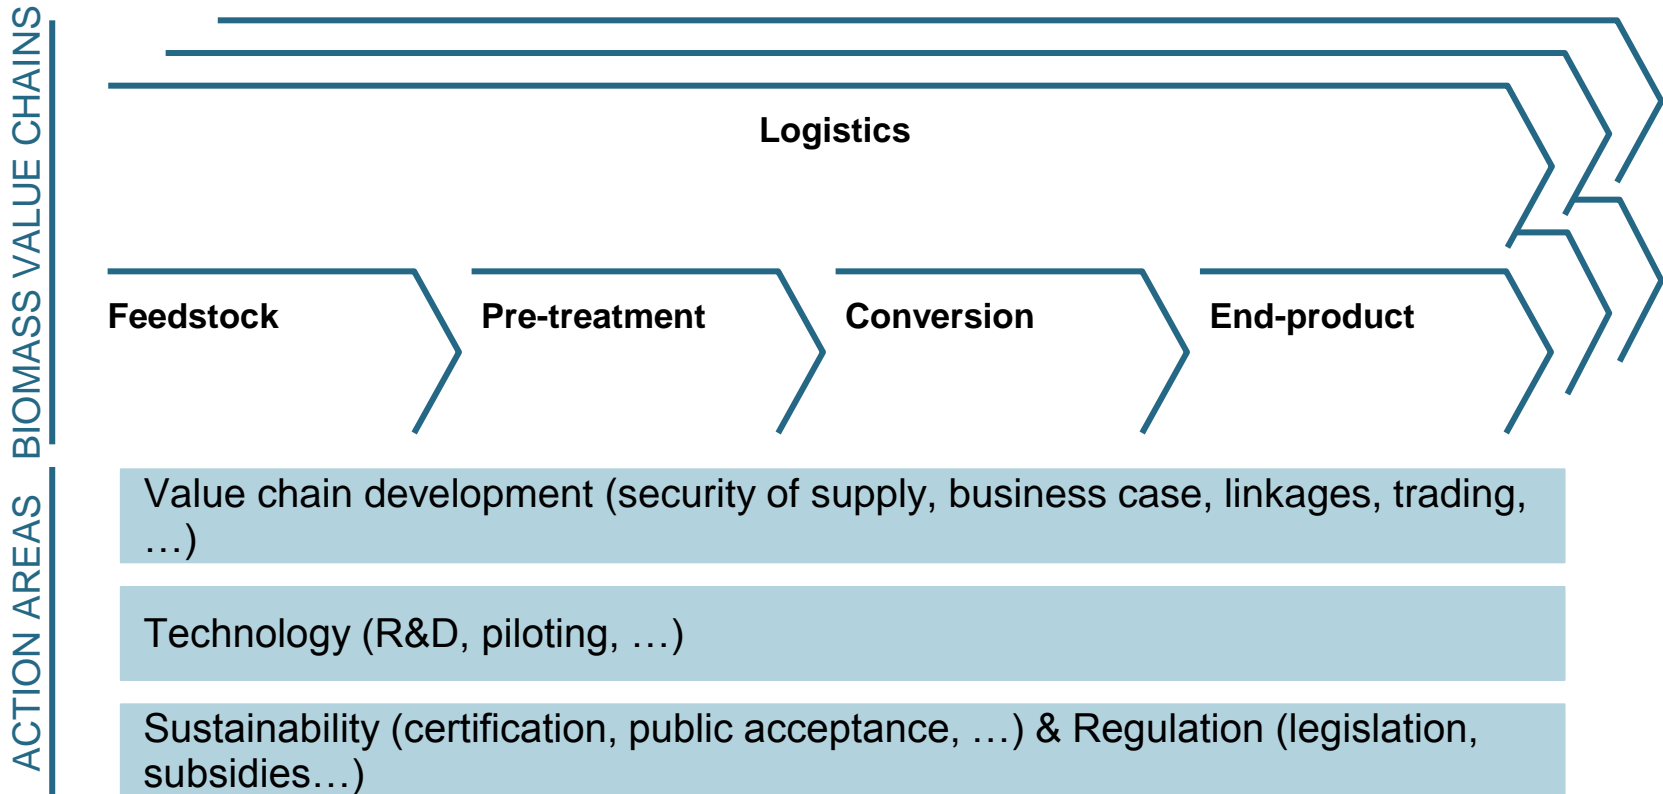 BIOMASS VALUE CHAINS
Logistics
Feedstock
Pre-treatment
Conversion
End-product
ACTION AREAS
Value chain development (security of supply, business case, linkages, trading,
…)
Technology (R&D, piloting, …)
Sustainability (certification, public acceptance, …) & Regulation (legislation,
subsidies…)